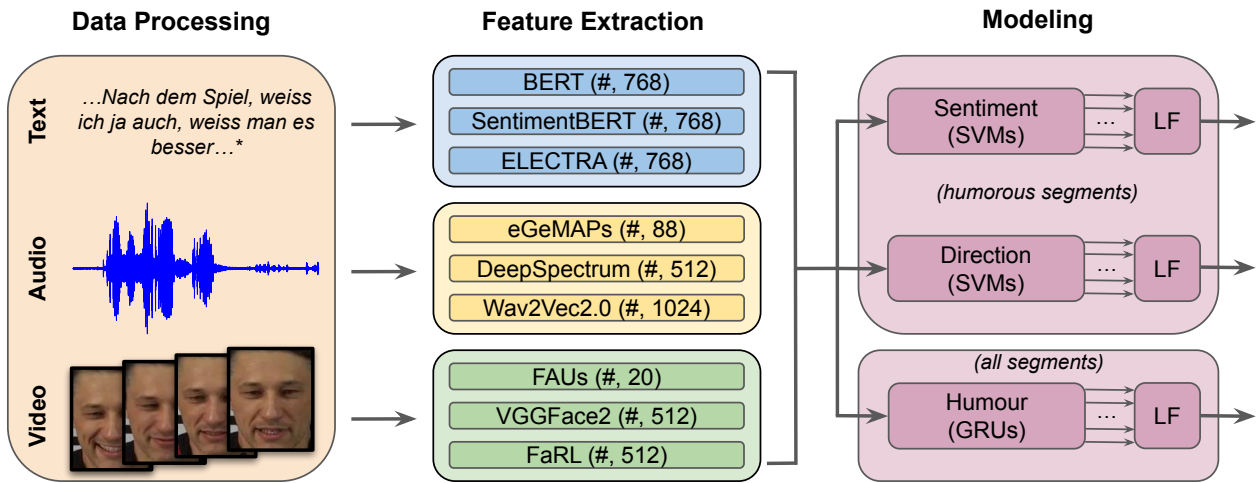 Data Processing
Feature Extraction
Modeling
Text
…Nach dem Spiel, weiss
ich ja auch, weiss man es
besser…*
Audio
Video
BERT (#, 768)
SentimentBERT (#, 768)
ELECTRA (#, 768)
eGeMAPs (#, 88)
DeepSpectrum (#, 512)
Wav2Vec2.0 (#, 1024)
FAUs (#, 20)
VGGFace2 (#, 512)
FaRL (#, 512)
Sentiment
(SVMs)
...
LF
(humorous segments)
Direction
(SVMs)
...
LF
(all segments)
Humour
(GRUs)
...
LF